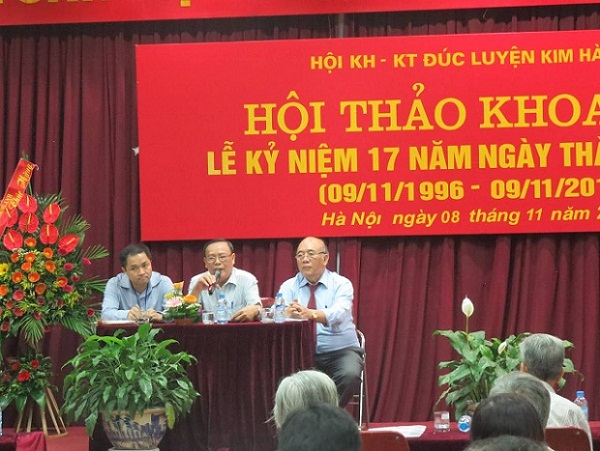 HỘI KH - KT ĐÚC LUYỆN KIM HÀ
HỘI THẢO KHOA
LỄ KỶ NIỆM 17 NĂM NGÀY THÀ
(09/11/1996 - 09/11/201
Hà Nội ngày 08 tháng 11 năm 2